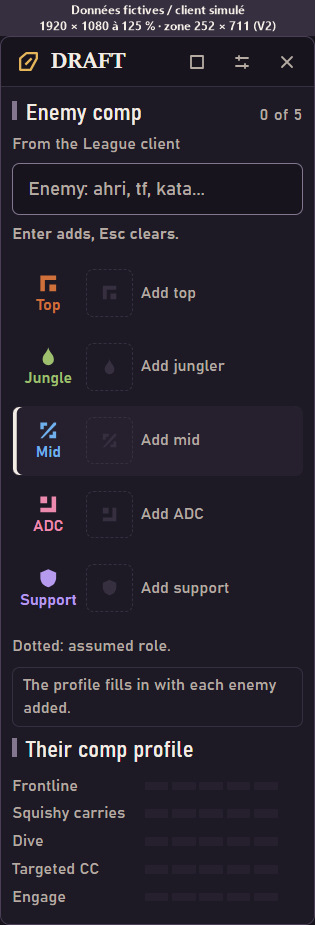 Données fictives / client simulé
1920 × 1080 à 125 % · zone 252 × 711 (V2)
DRAFT
Enemy comp
0 of 5
From the League client
Enemy: ahri, tf, kata...
Enter adds, Esc clears.
Top
Add top
Jungle
Add jungler
Mid
Add mid
ADC
Add ADC
Support
Add support
Dotted: assumed role.
The profile fills in with each enemy
added.
Their comp profile
Frontline
Squishy carries
Dive
Targeted CC
Engage